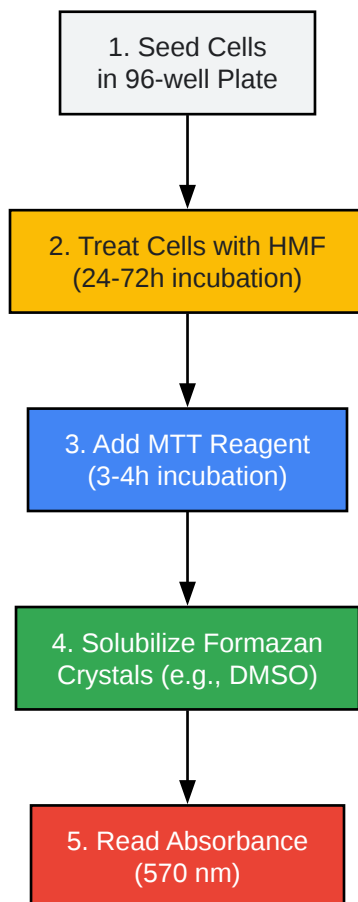 1. Seed Cells
in 96-well Plate
2. Treat Cells with HMF
(24-72h incubation)
3. Add MTT Reagent
(3-4h incubation)
4. Solubilize Formazan
Crystals (e.g., DMSO)
5. Read Absorbance
(570 nm)